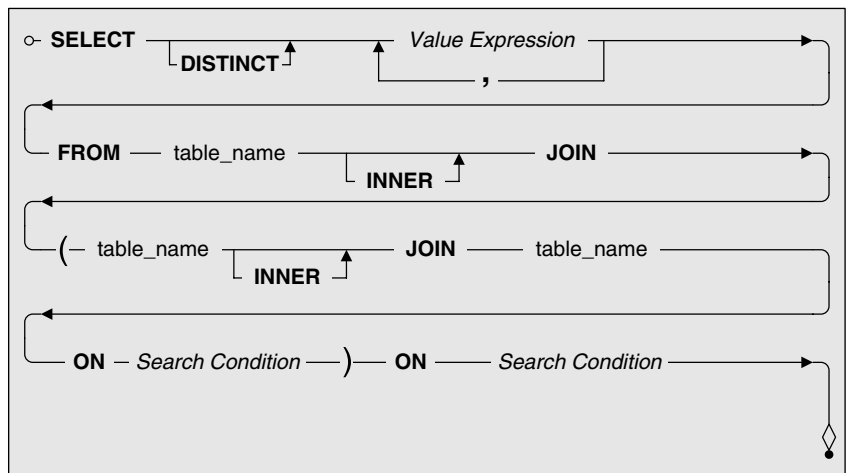 SELECT Value Expression
DISTINCT ,
FROM table_name JOIN
INNER
( table_name JOIN table_name
INNER
ON Search Condition ) ON Search Condition